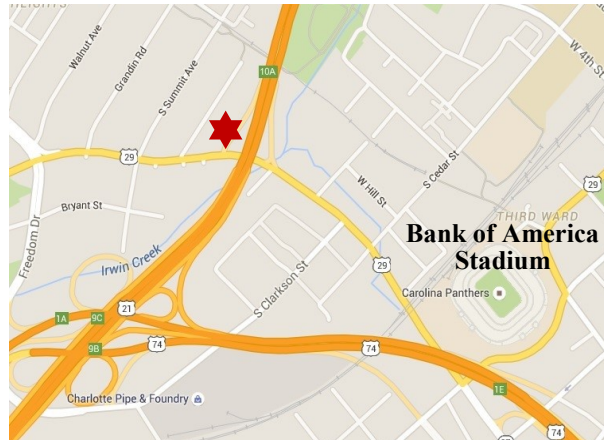 HEIGHTS
Walnut Ave
Grandin Rd
S Summit Ave
10A
W 4th St
29
29
Bryant St
Freedom Dr
Irwin Creek
W Hill St
S Cedar St
THIRD WARD
Bank of America
Stadium
Carolina Panthers
29
S Clarkson St
21
1A
9C
9B
74
74
1E
Charlotte Pipe & Foundry